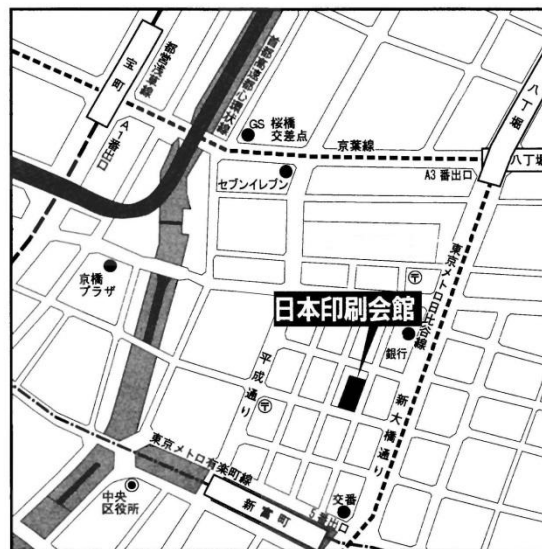 宝町
都営浅草線
首都高速都心環状線
八丁堀
A1番出口
GS 桜橋
交差点
京葉線
八丁堀
A3番出口
セブンイレブン
東京メトロ日比谷線
京橋
プラザ
〒
日本印刷会館
銀行
平成通り
〒
新大橋通り
東京メトロ有楽町線
中央
区役所
新富町
交番
5番出口